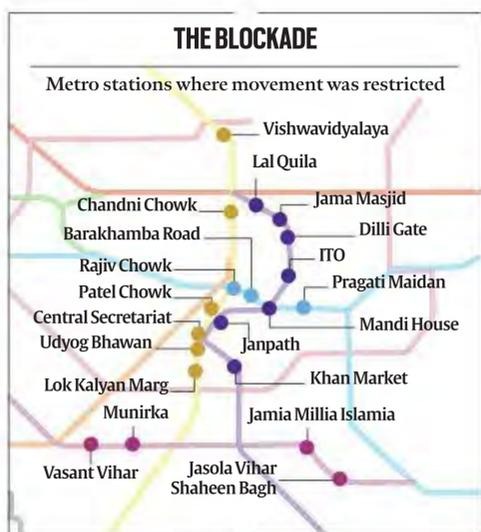 THE BLOCKADE
Metro stations where movement was restricted
Vishwavidyalaya
Lal Quila
Chandni Chowk
Jama Masjid
Barakhamba Road
Dilli Gate
ITO
Rajiv Chowk
Pragati Maidan
Patel Chowk
Central Secretariat
Mandi House
Udyog Bhawan
Janpath
Lok Kalyan Marg
Khan Market
Munirka
Jamia Millia Islamia
Vasant Vihar
Jasola Vihar
Shaheen Bagh